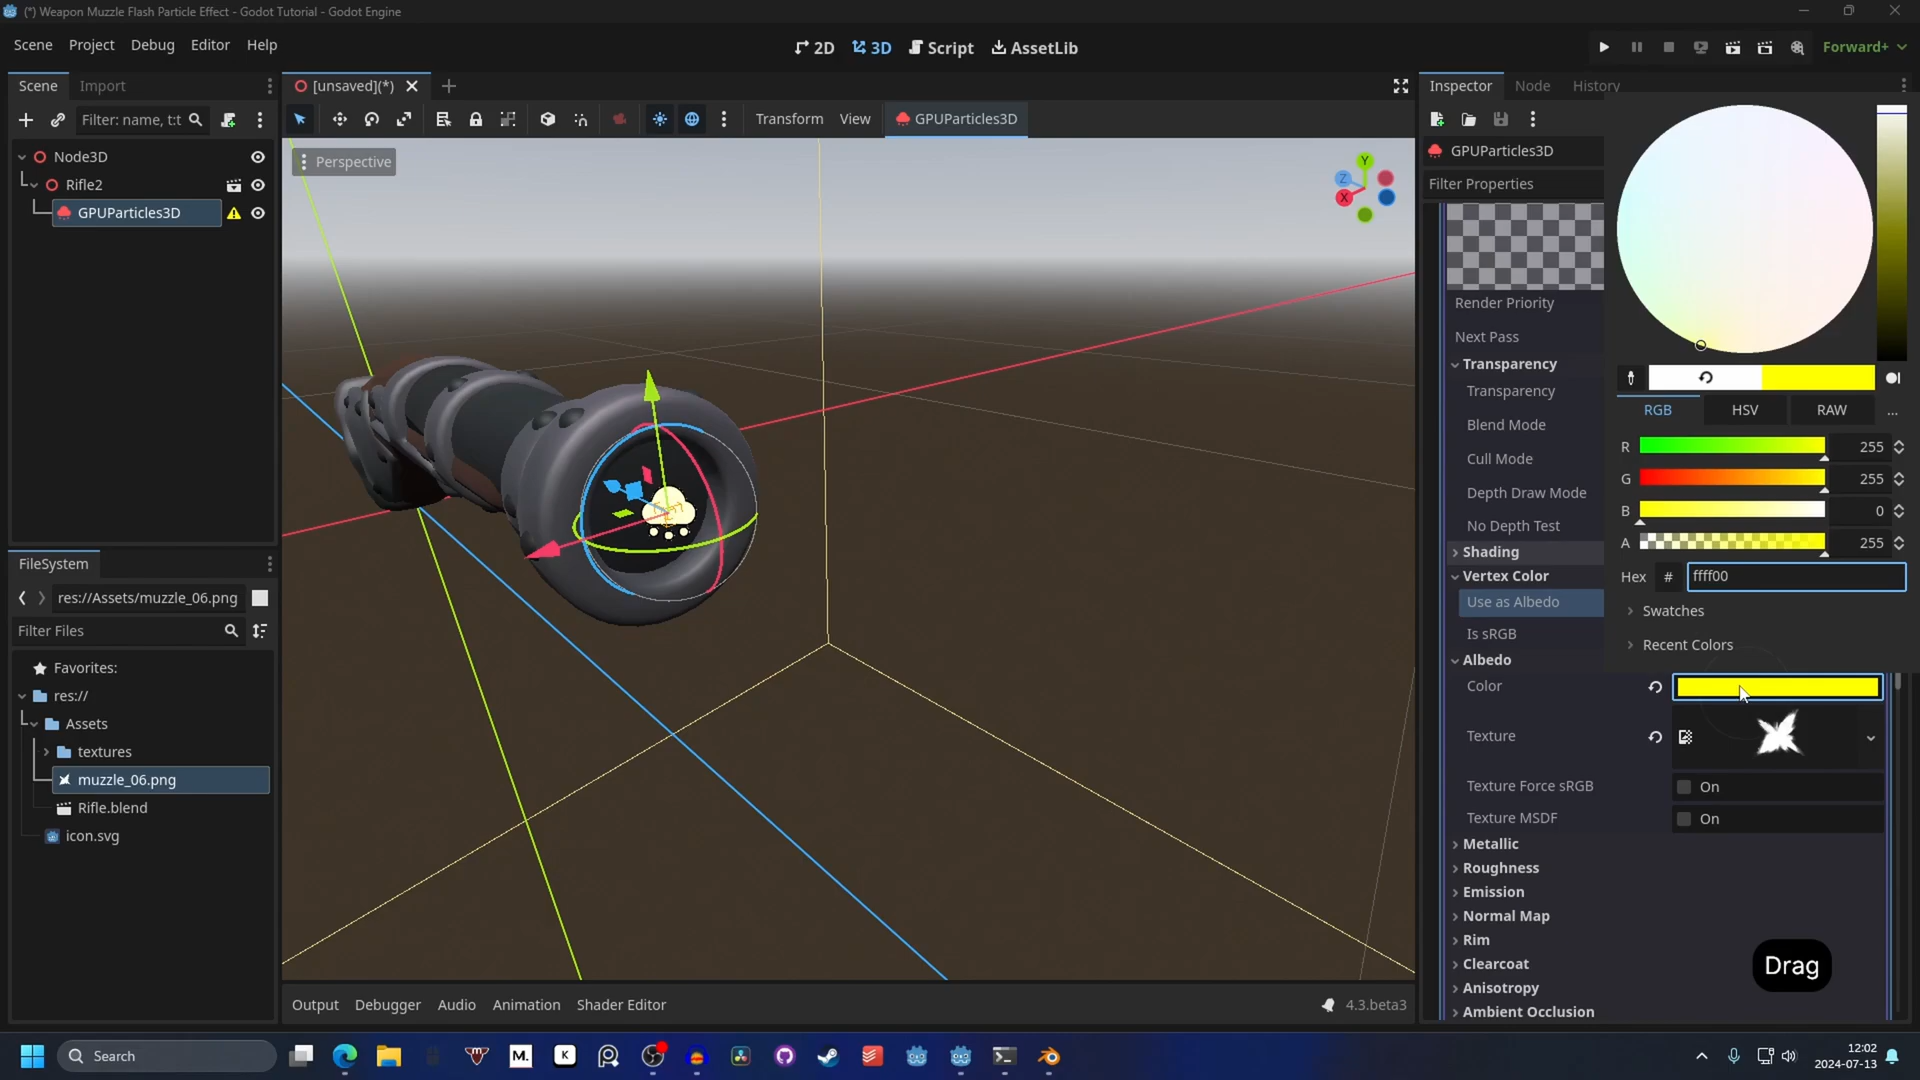 (*) Weapon Muzzle Flash Particle Effect - Godot Tutorial - Godot Engine
Scene Project Debug Editor Help
2D 3D Script AssetLib
Forward+
Scene Import
[unsaved](*)
Inspector Node History
Filter: name, t:t
Transform View GPUParticles3D
Node3D
Rifle2
GPUParticles3D
Perspective
Y
Z
X
GPUParticles3D
Filter Properties
Render Priority
Next Pass
Transparency
Transparency
Blend Mode
Cull Mode
Depth Draw Mode
No Depth Test
Shading
Vertex Color
Use as Albedo
Is sRGB
Albedo
Color
Texture
Texture Force sRGB On
Texture MSDF On
Metallic
Roughness
Emission
Normal Map
Rim
Clearcoat
Anisotropy
Ambient Occlusion
RGB HSV RAW ...
R 255
G 255
B 0
A 255
Hex # ffff00
Swatches
Recent Colors
Drag
FileSystem
res://Assets/muzzle_06.png
Filter Files
Favorites:
res://
Assets
textures
muzzle_06.png
Rifle.blend
icon.svg
Output Debugger Audio Animation Shader Editor
4.3.beta3
Search
M.
K
12:02
2024-07-13